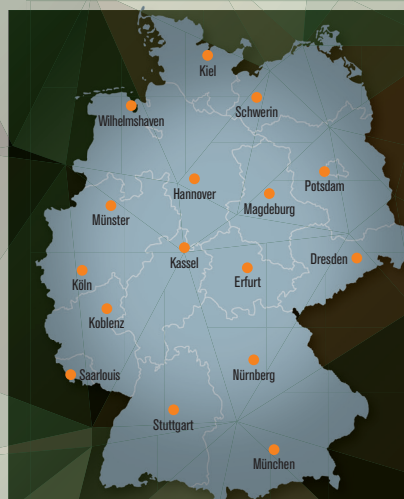 Kiel
Schwerin
Wilhelmshaven
Potsdam
Hannover
Magdeburg
Münster
Kassel
Dresden
Erfurt
Köln
Koblenz
Saarlouis
Nürnberg
Stuttgart
München